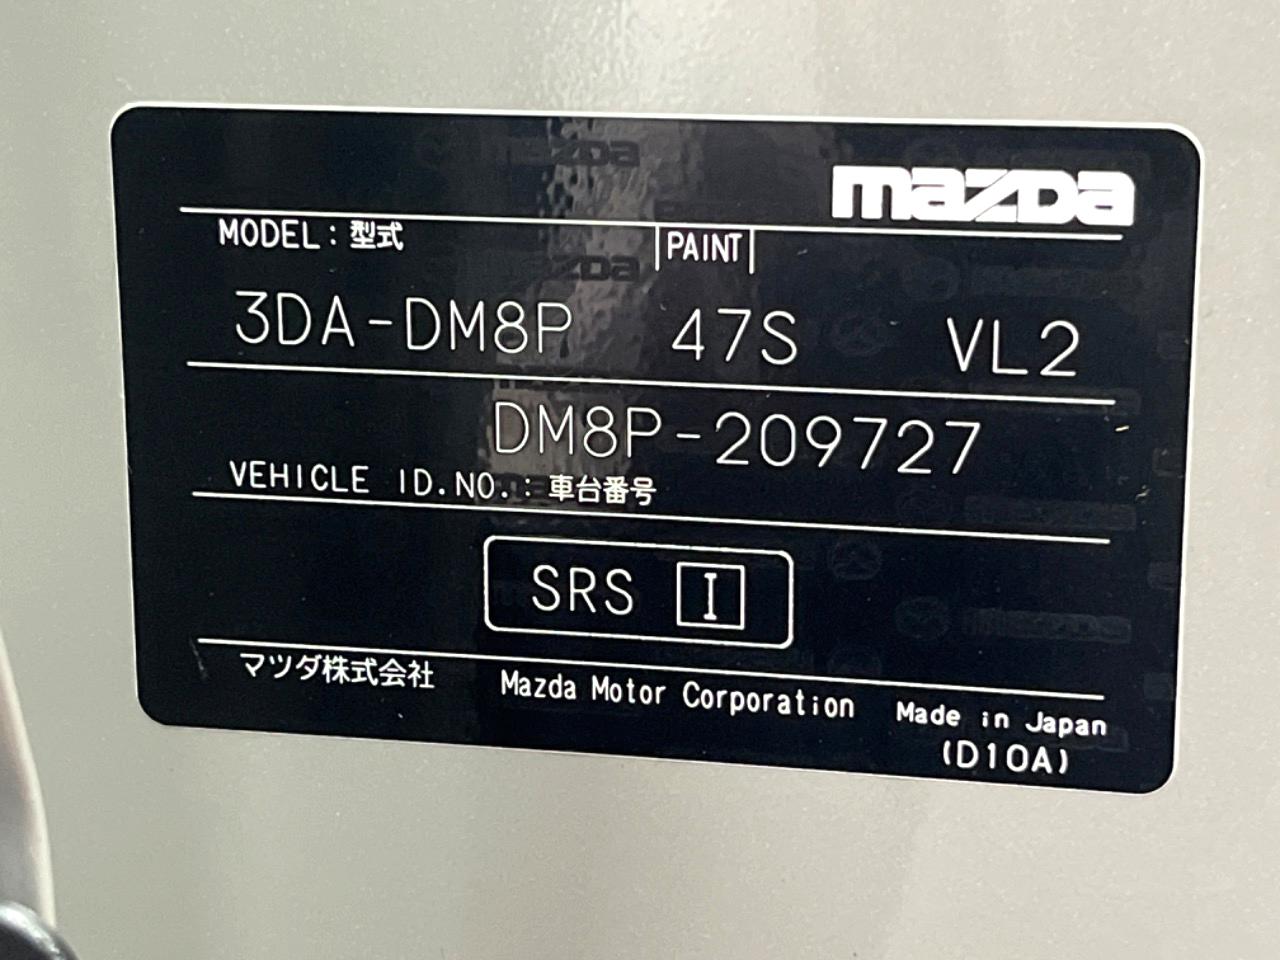 mazda
MODEL：型式 PAINT
3DA-DM8P 47S VL2
DM8P-209727
VEHICLE ID.NO.：車台番号
SRS I
マツダ株式会社 Mazda Motor Corporation Made in Japan
(D10A)